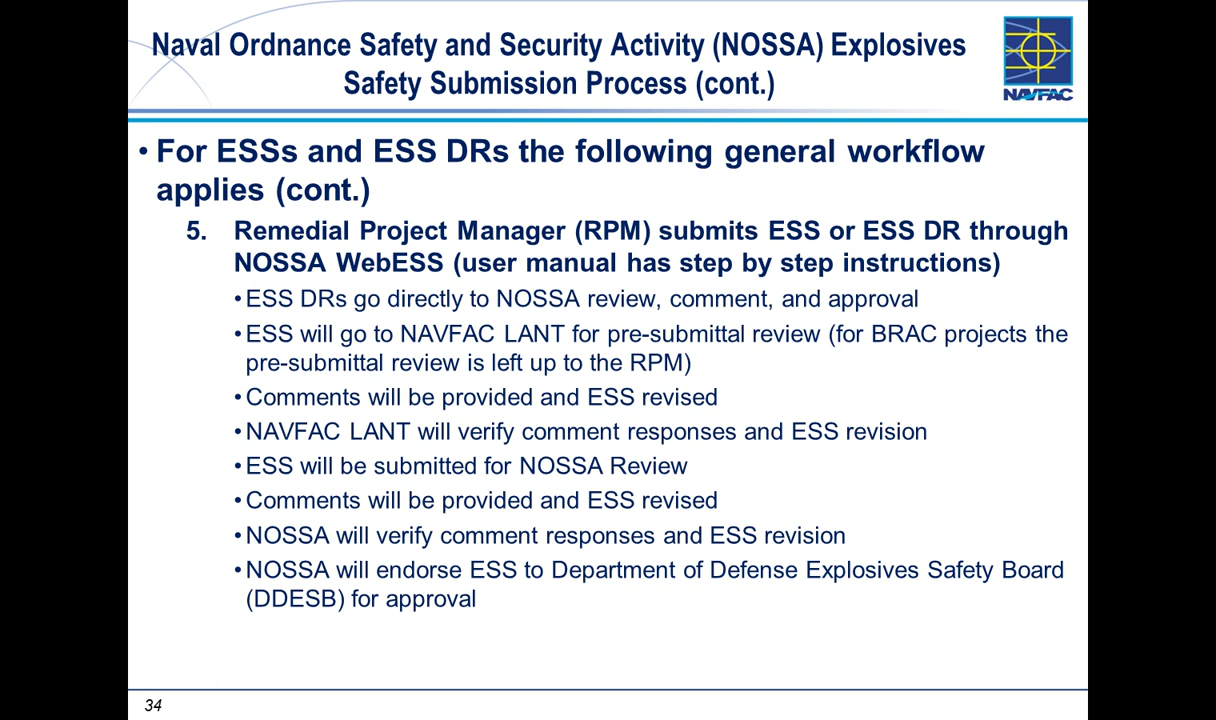 Naval Ordnance Safety and Security Activity (NOSSA) Explosives
Safety Submission Process (cont.)
NAVFAC
• For ESSs and ESS DRs the following general workflow
applies (cont.)
5. Remedial Project Manager (RPM) submits ESS or ESS DR through
NOSSA WebESS (user manual has step by step instructions)
• ESS DRs go directly to NOSSA review, comment, and approval
• ESS will go to NAVFAC LANT for pre-submittal review (for BRAC projects the
pre-submittal review is left up to the RPM)
• Comments will be provided and ESS revised
• NAVFAC LANT will verify comment responses and ESS revision
• ESS will be submitted for NOSSA Review
• Comments will be provided and ESS revised
• NOSSA will verify comment responses and ESS revision
• NOSSA will endorse ESS to Department of Defense Explosives Safety Board
(DDESB) for approval
34